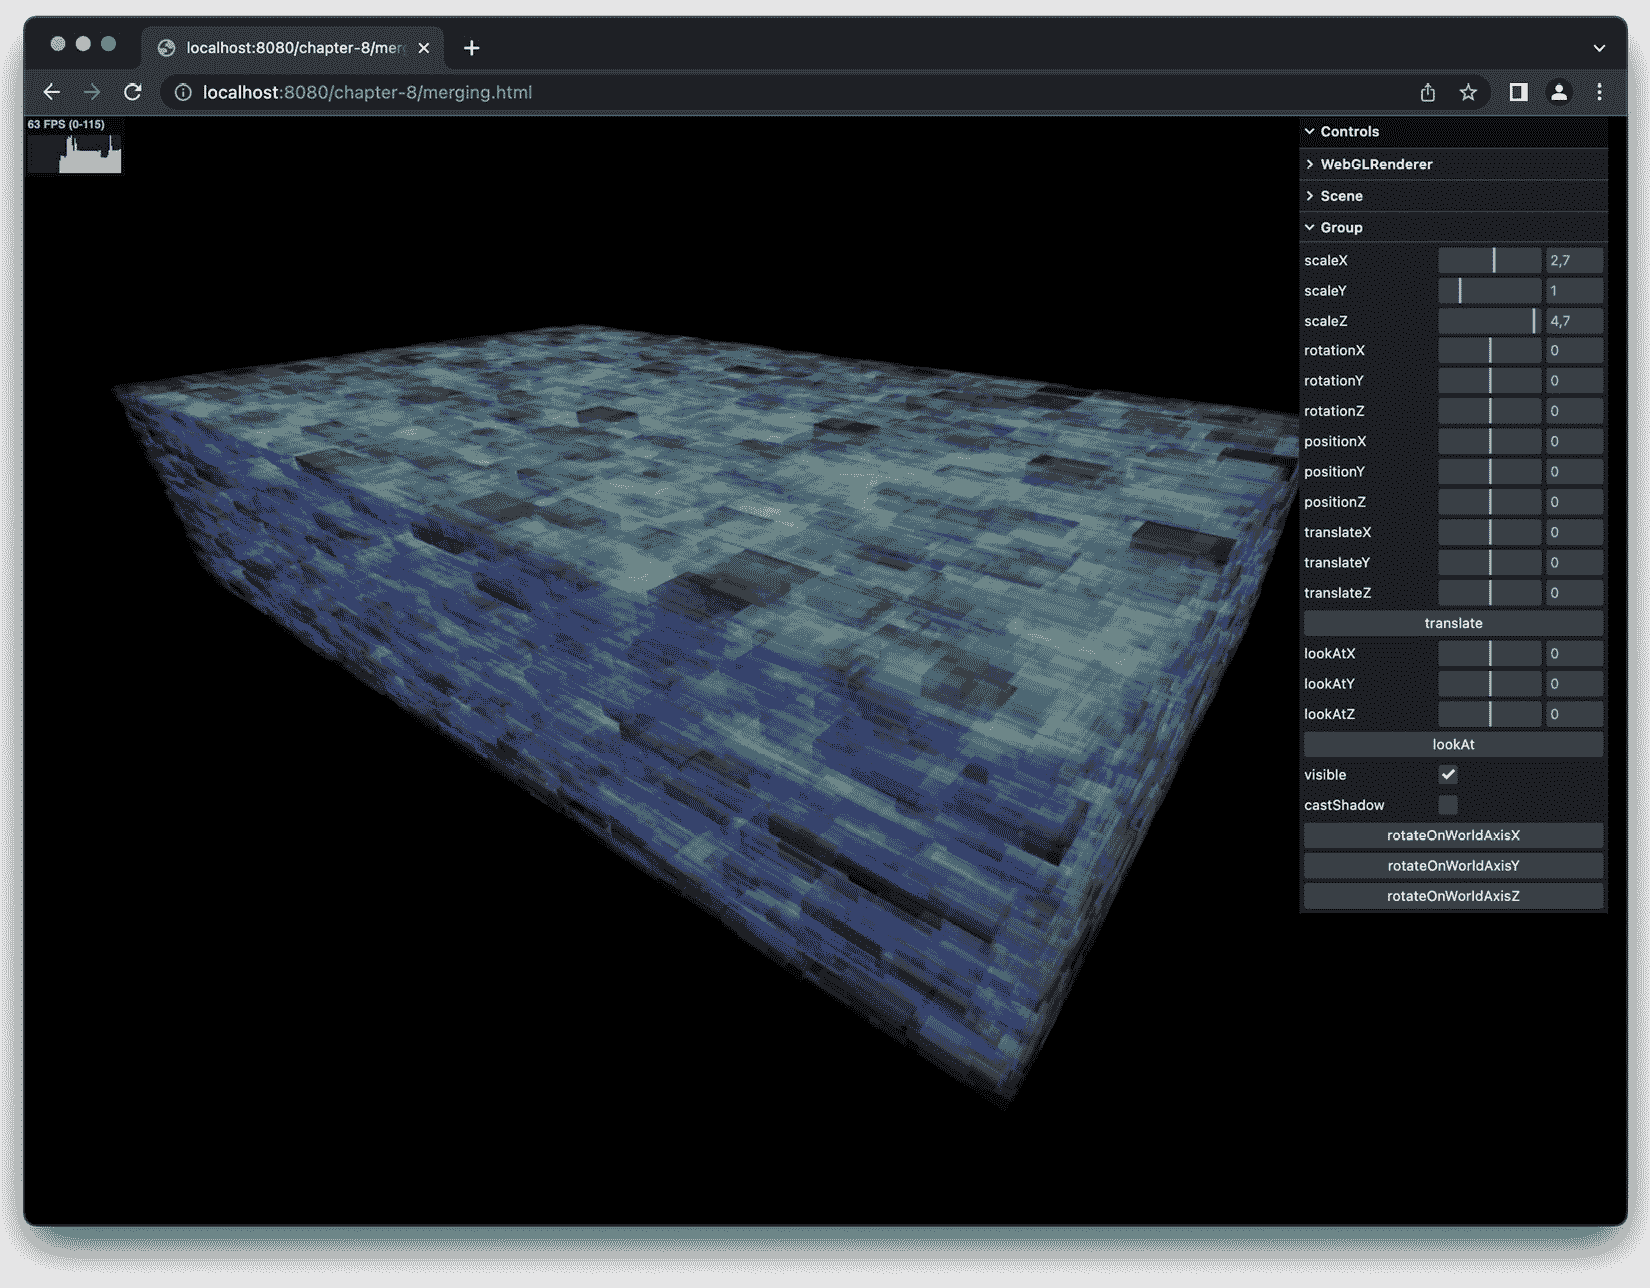 localhost:8080/chapter-8/mer
localhost:8080/chapter-8/merging.html
63 FPS (0-115)
Controls
WebGLRenderer
Scene
Group
scaleX 2,7
scaleY 1
scaleZ 4,7
rotationX 0
rotationY 0
rotationZ 0
positionX 0
positionY 0
positionZ 0
translateX 0
translateY 0
translateZ 0
translate
lookAtX 0
lookAtY 0
lookAtZ 0
lookAt
visible
castShadow
rotateOnWorldAxisX
rotateOnWorldAxisY
rotateOnWorldAxisZ